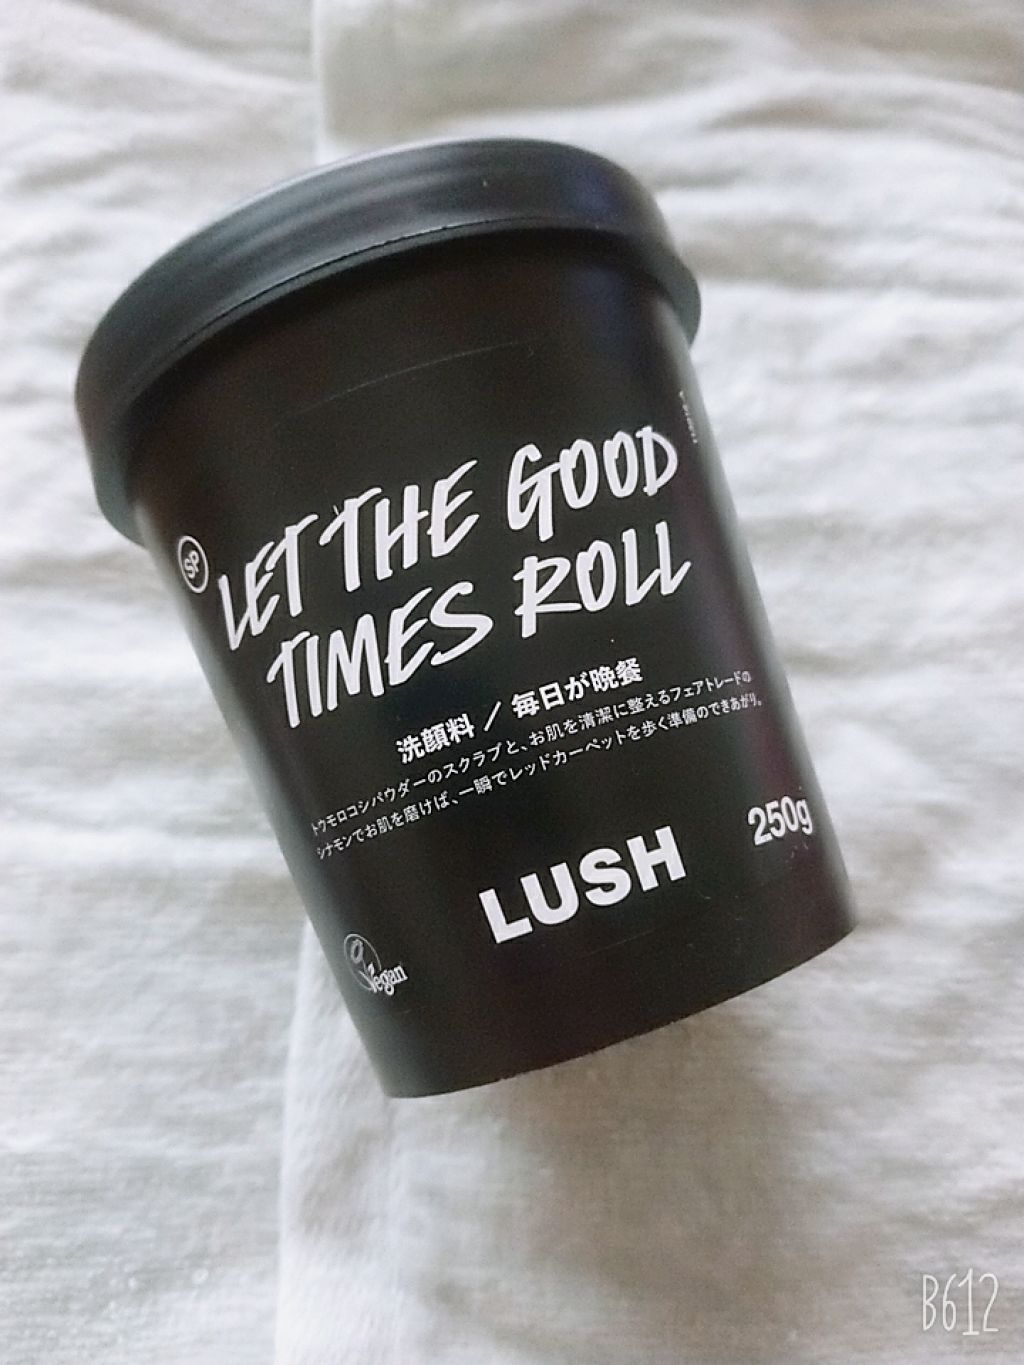 SP
LET THE GOOD
TIMES ROLL
洗顔料 / 毎日が晩餐
トウモロコシパウダーのスクラブと、お肌を清潔に整えるフェアトレードの
シナモンでお肌を磨けば、一瞬でレッドカーペットを歩く準備のできあがり。
250g
LUSH
Vegan
B612